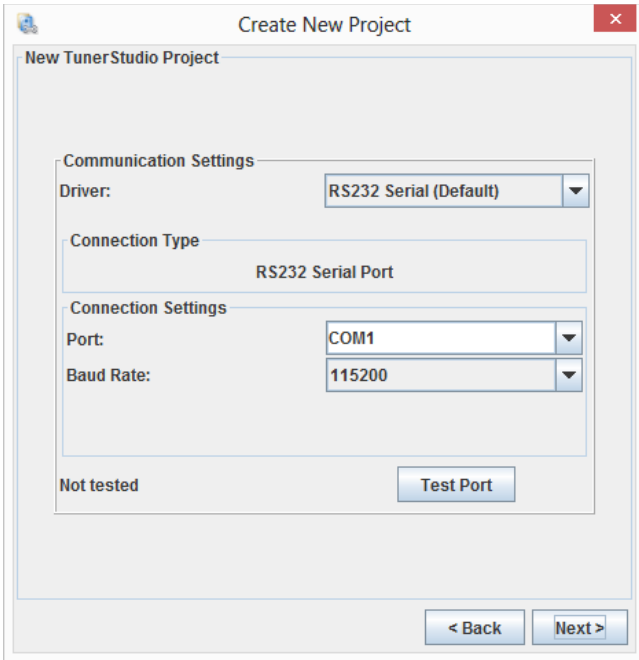 Create New Project
New TunerStudio Project
Communication Settings
Driver: RS232 Serial (Default)
Connection Type
RS232 Serial Port
Connection Settings
Port: COM1
Baud Rate: 115200
Not tested Test Port
< Back Next >